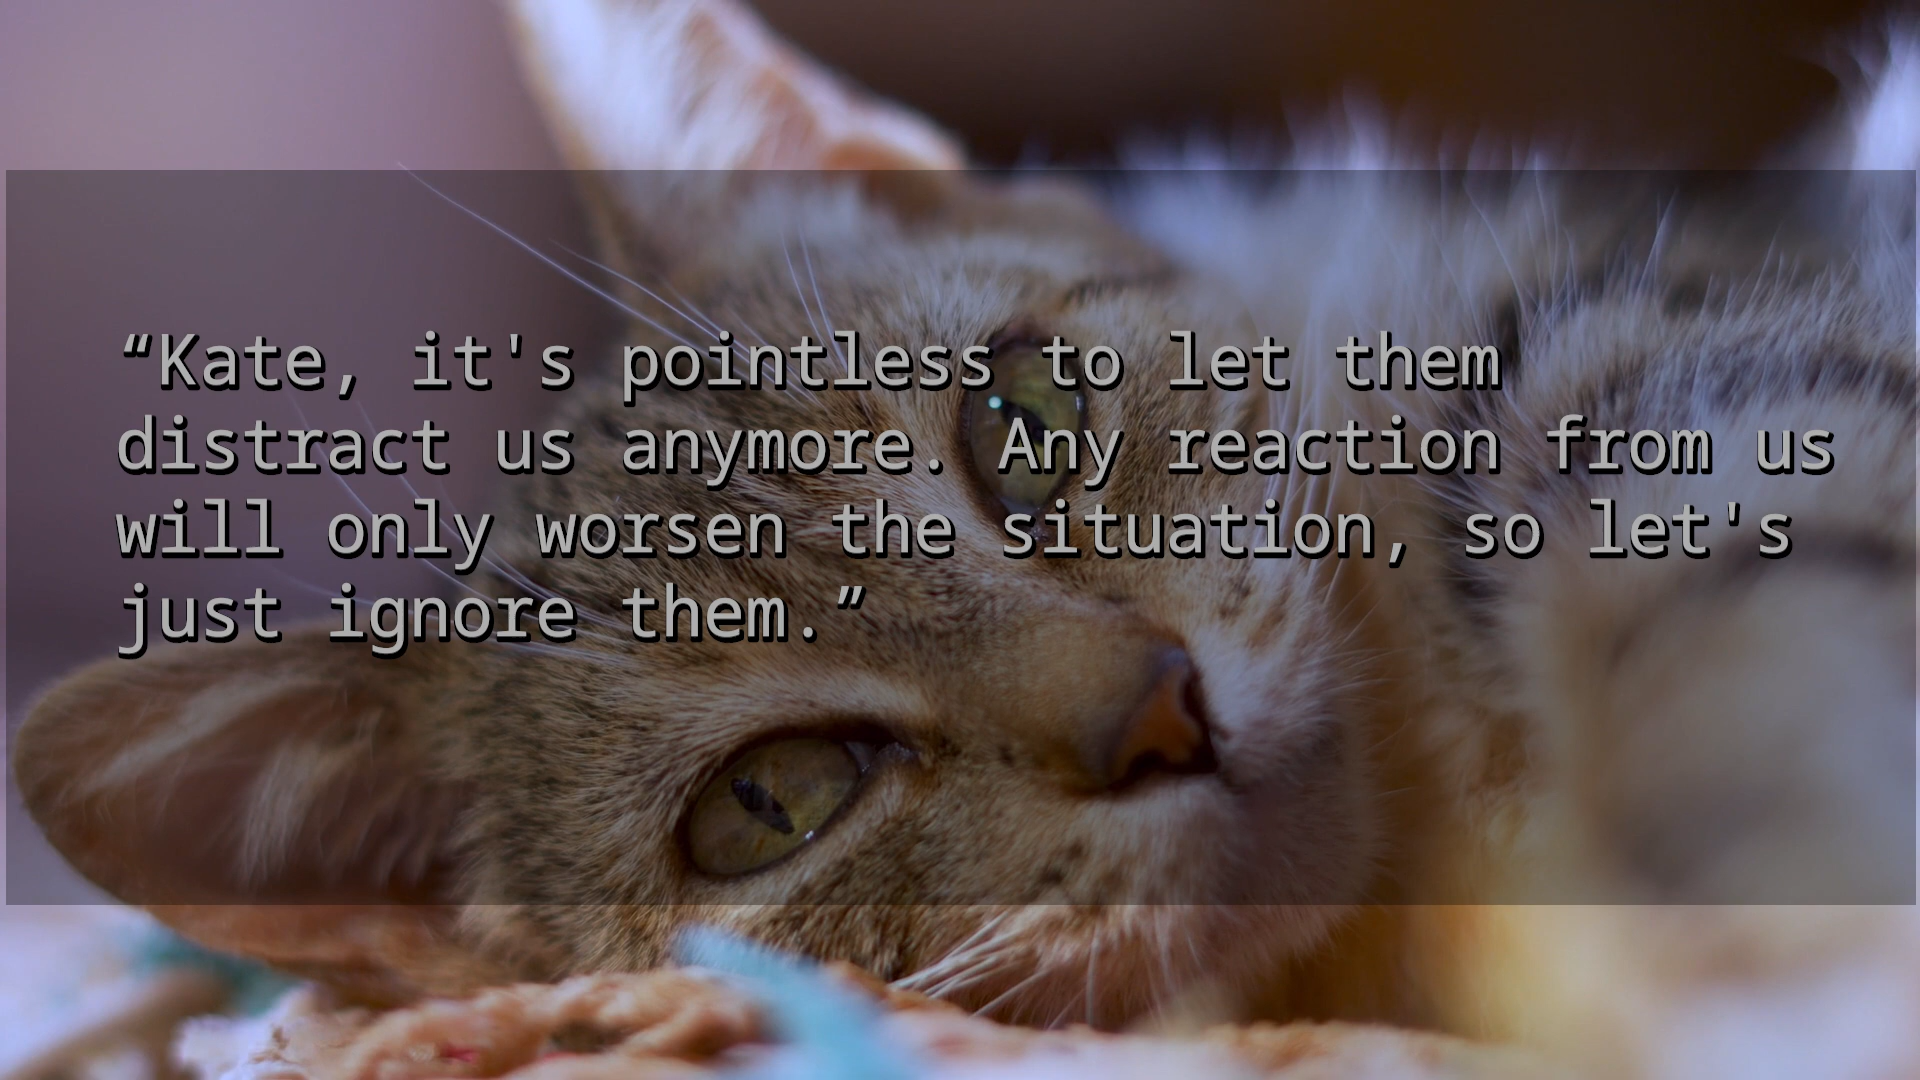 “Kate, it's pointless to let them
distract us anymore. Any reaction from us
will only worsen the situation, so let's
just ignore them.”